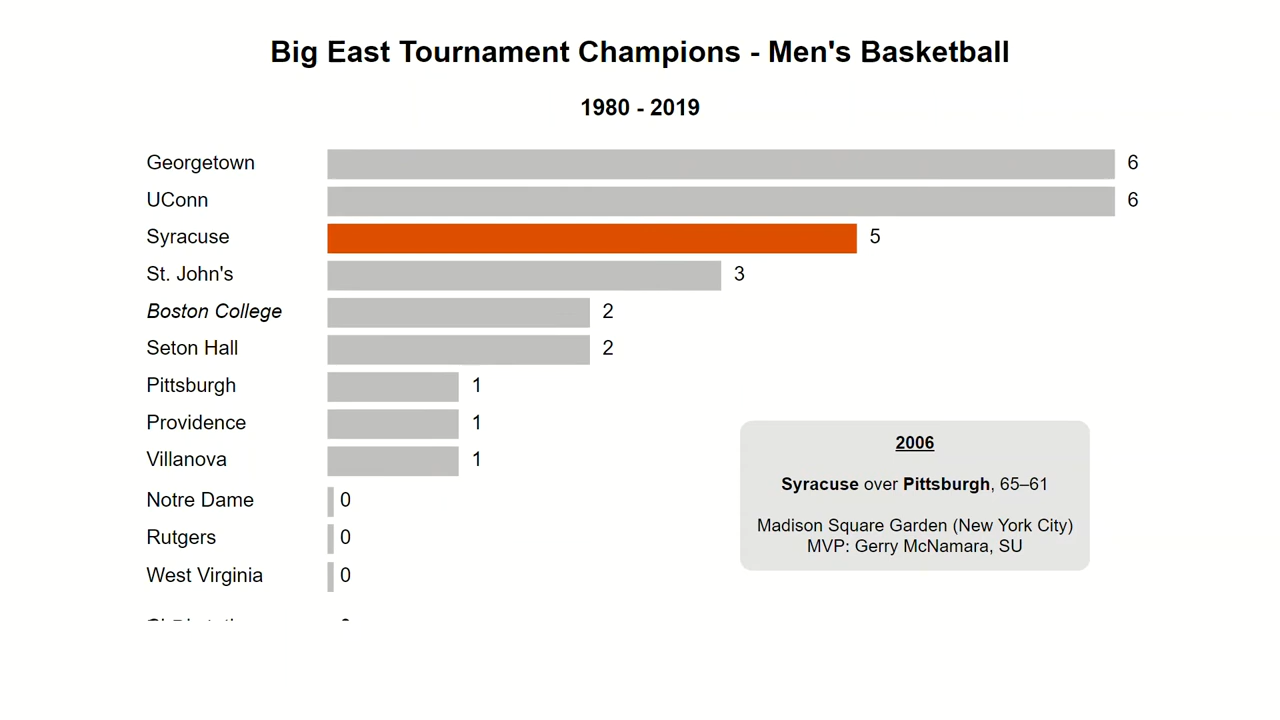 Big East Tournament Champions - Men's Basketball
1980 - 2019
Georgetown 6
UConn 6
Syracuse 5
St. John's 3
Boston College 2
Seton Hall 2
Pittsburgh 1
Providence 1
Villanova 1
Notre Dame 0
Rutgers 0
West Virginia 0
2006
Syracuse over Pittsburgh, 65–61
Madison Square Garden (New York City)
MVP: Gerry McNamara, SU